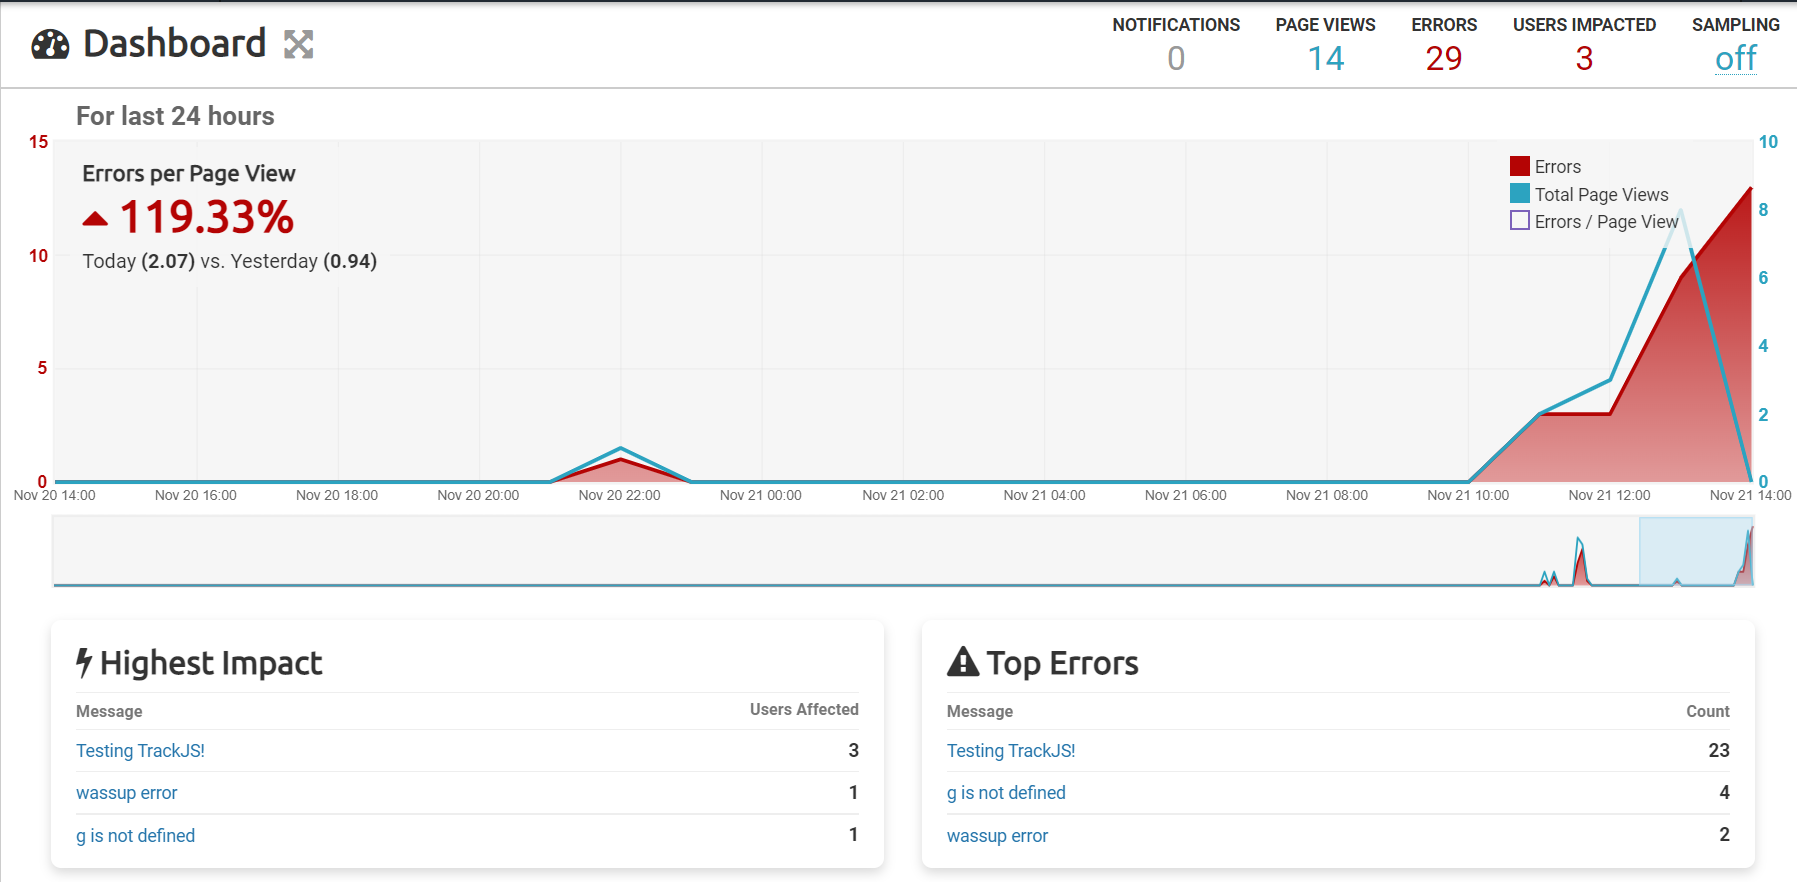 Dashboard
NOTIFICATIONS PAGE VIEWS ERRORS USERS IMPACTED SAMPLING
0 14 29 3 off
For last 24 hours
15 10
Errors per Page View
119.33%
Today (2.07) vs. Yesterday (0.94)
Errors
Total Page Views
Errors / Page View
8
10
6
4
5
2
0 0
Nov 20 14:00 Nov 20 16:00 Nov 20 18:00 Nov 20 20:00 Nov 20 22:00 Nov 21 00:00 Nov 21 02:00 Nov 21 04:00 Nov 21 06:00 Nov 21 08:00 Nov 21 10:00 Nov 21 12:00 Nov 21 14:00
Highest Impact
Message Users Affected
Testing TrackJS! 3
wassup error 1
g is not defined 1
Top Errors
Message Count
Testing TrackJS! 23
g is not defined 4
wassup error 2